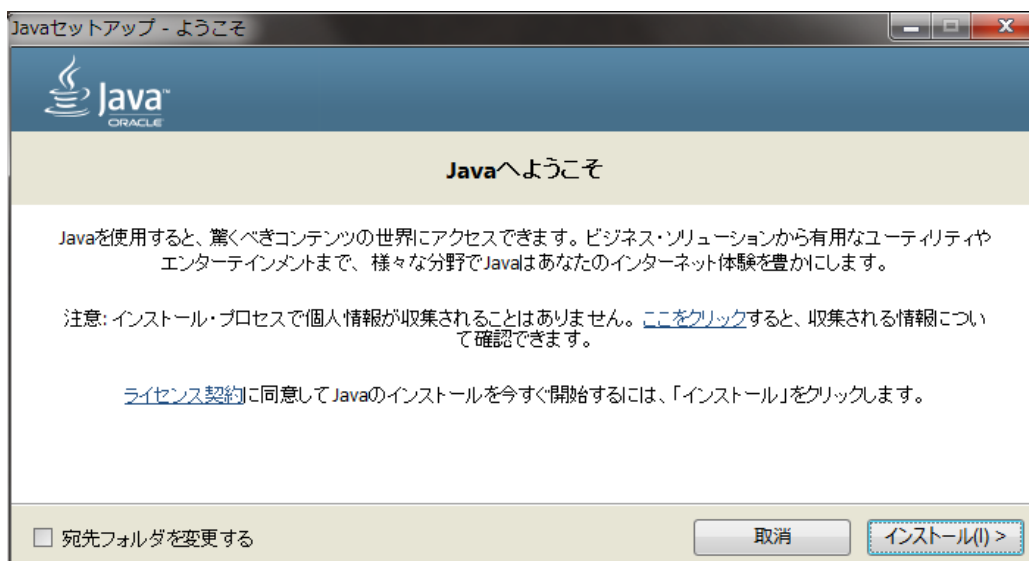 Javaセットアップ - ようこそ
Java™
ORACLE
Javaへようこそ
Javaを使用すると、驚くべきコンテンツの世界にアクセスできます。ビジネス・ソリューションから有用なユーティリティや
エンターテインメントまで、様々な分野でJavaはあなたのインターネット体験を豊かにします。
注意: インストール・プロセスで個人情報が収集されることはありません。ここをクリックすると、収集される情報につい
て確認できます。
ライセンス契約に同意してJavaのインストールを今すぐ開始するには、「インストール」をクリックします。
宛先フォルダを変更する
取消
インストール(I) >